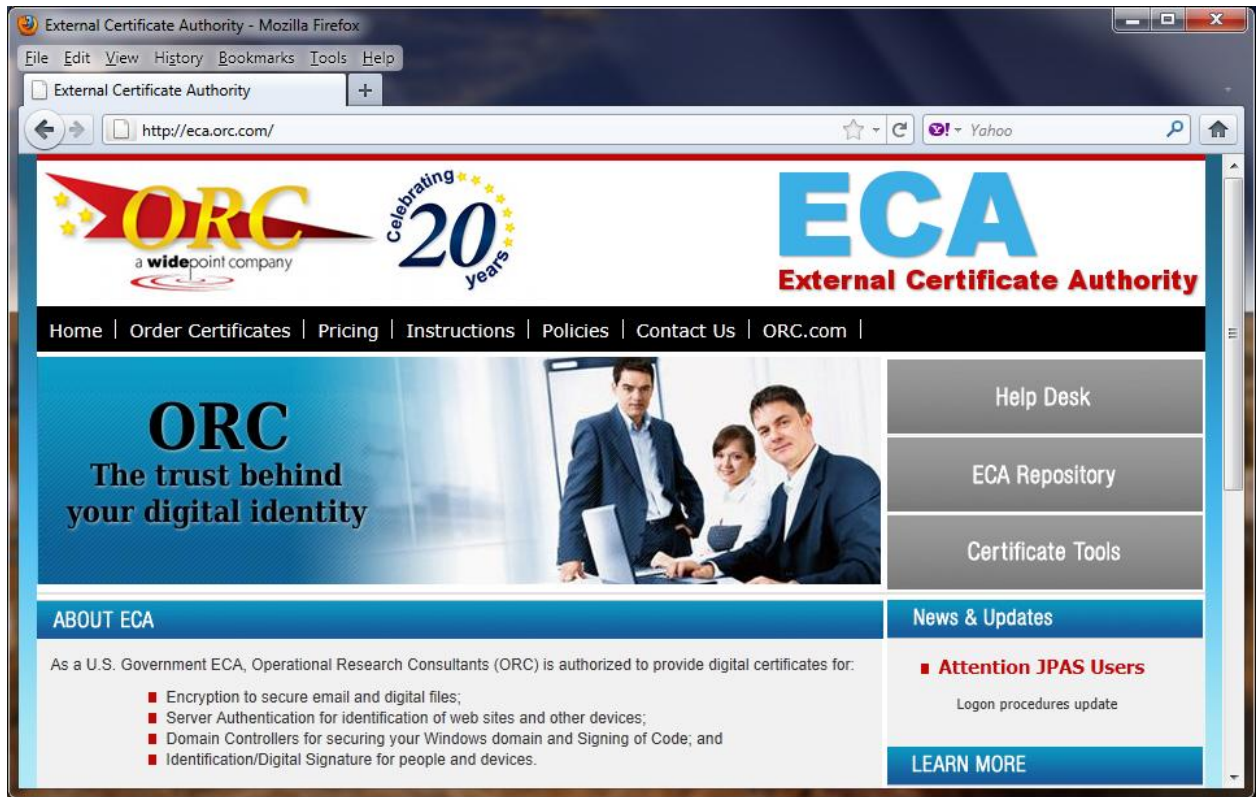 External Certificate Authority - Mozilla Firefox
File Edit View History Bookmarks Tools Help
External Certificate Authority
http://eca.orc.com/
Yahoo
ORC
a widepoint company
Celebrating
20
years
ECA
External Certificate Authority
Home | Order Certificates | Pricing | Instructions | Policies | Contact Us | ORC.com |
ORC
The trust behind
your digital identity
Help Desk
ECA Repository
Certificate Tools
ABOUT ECA
As a U.S. Government ECA, Operational Research Consultants (ORC) is authorized to provide digital certificates for:
Encryption to secure email and digital files;
Server Authentication for identification of web sites and other devices;
Domain Controllers for securing your Windows domain and Signing of Code; and
Identification/Digital Signature for people and devices.
News & Updates
Attention JPAS Users
Logon procedures update
LEARN MORE